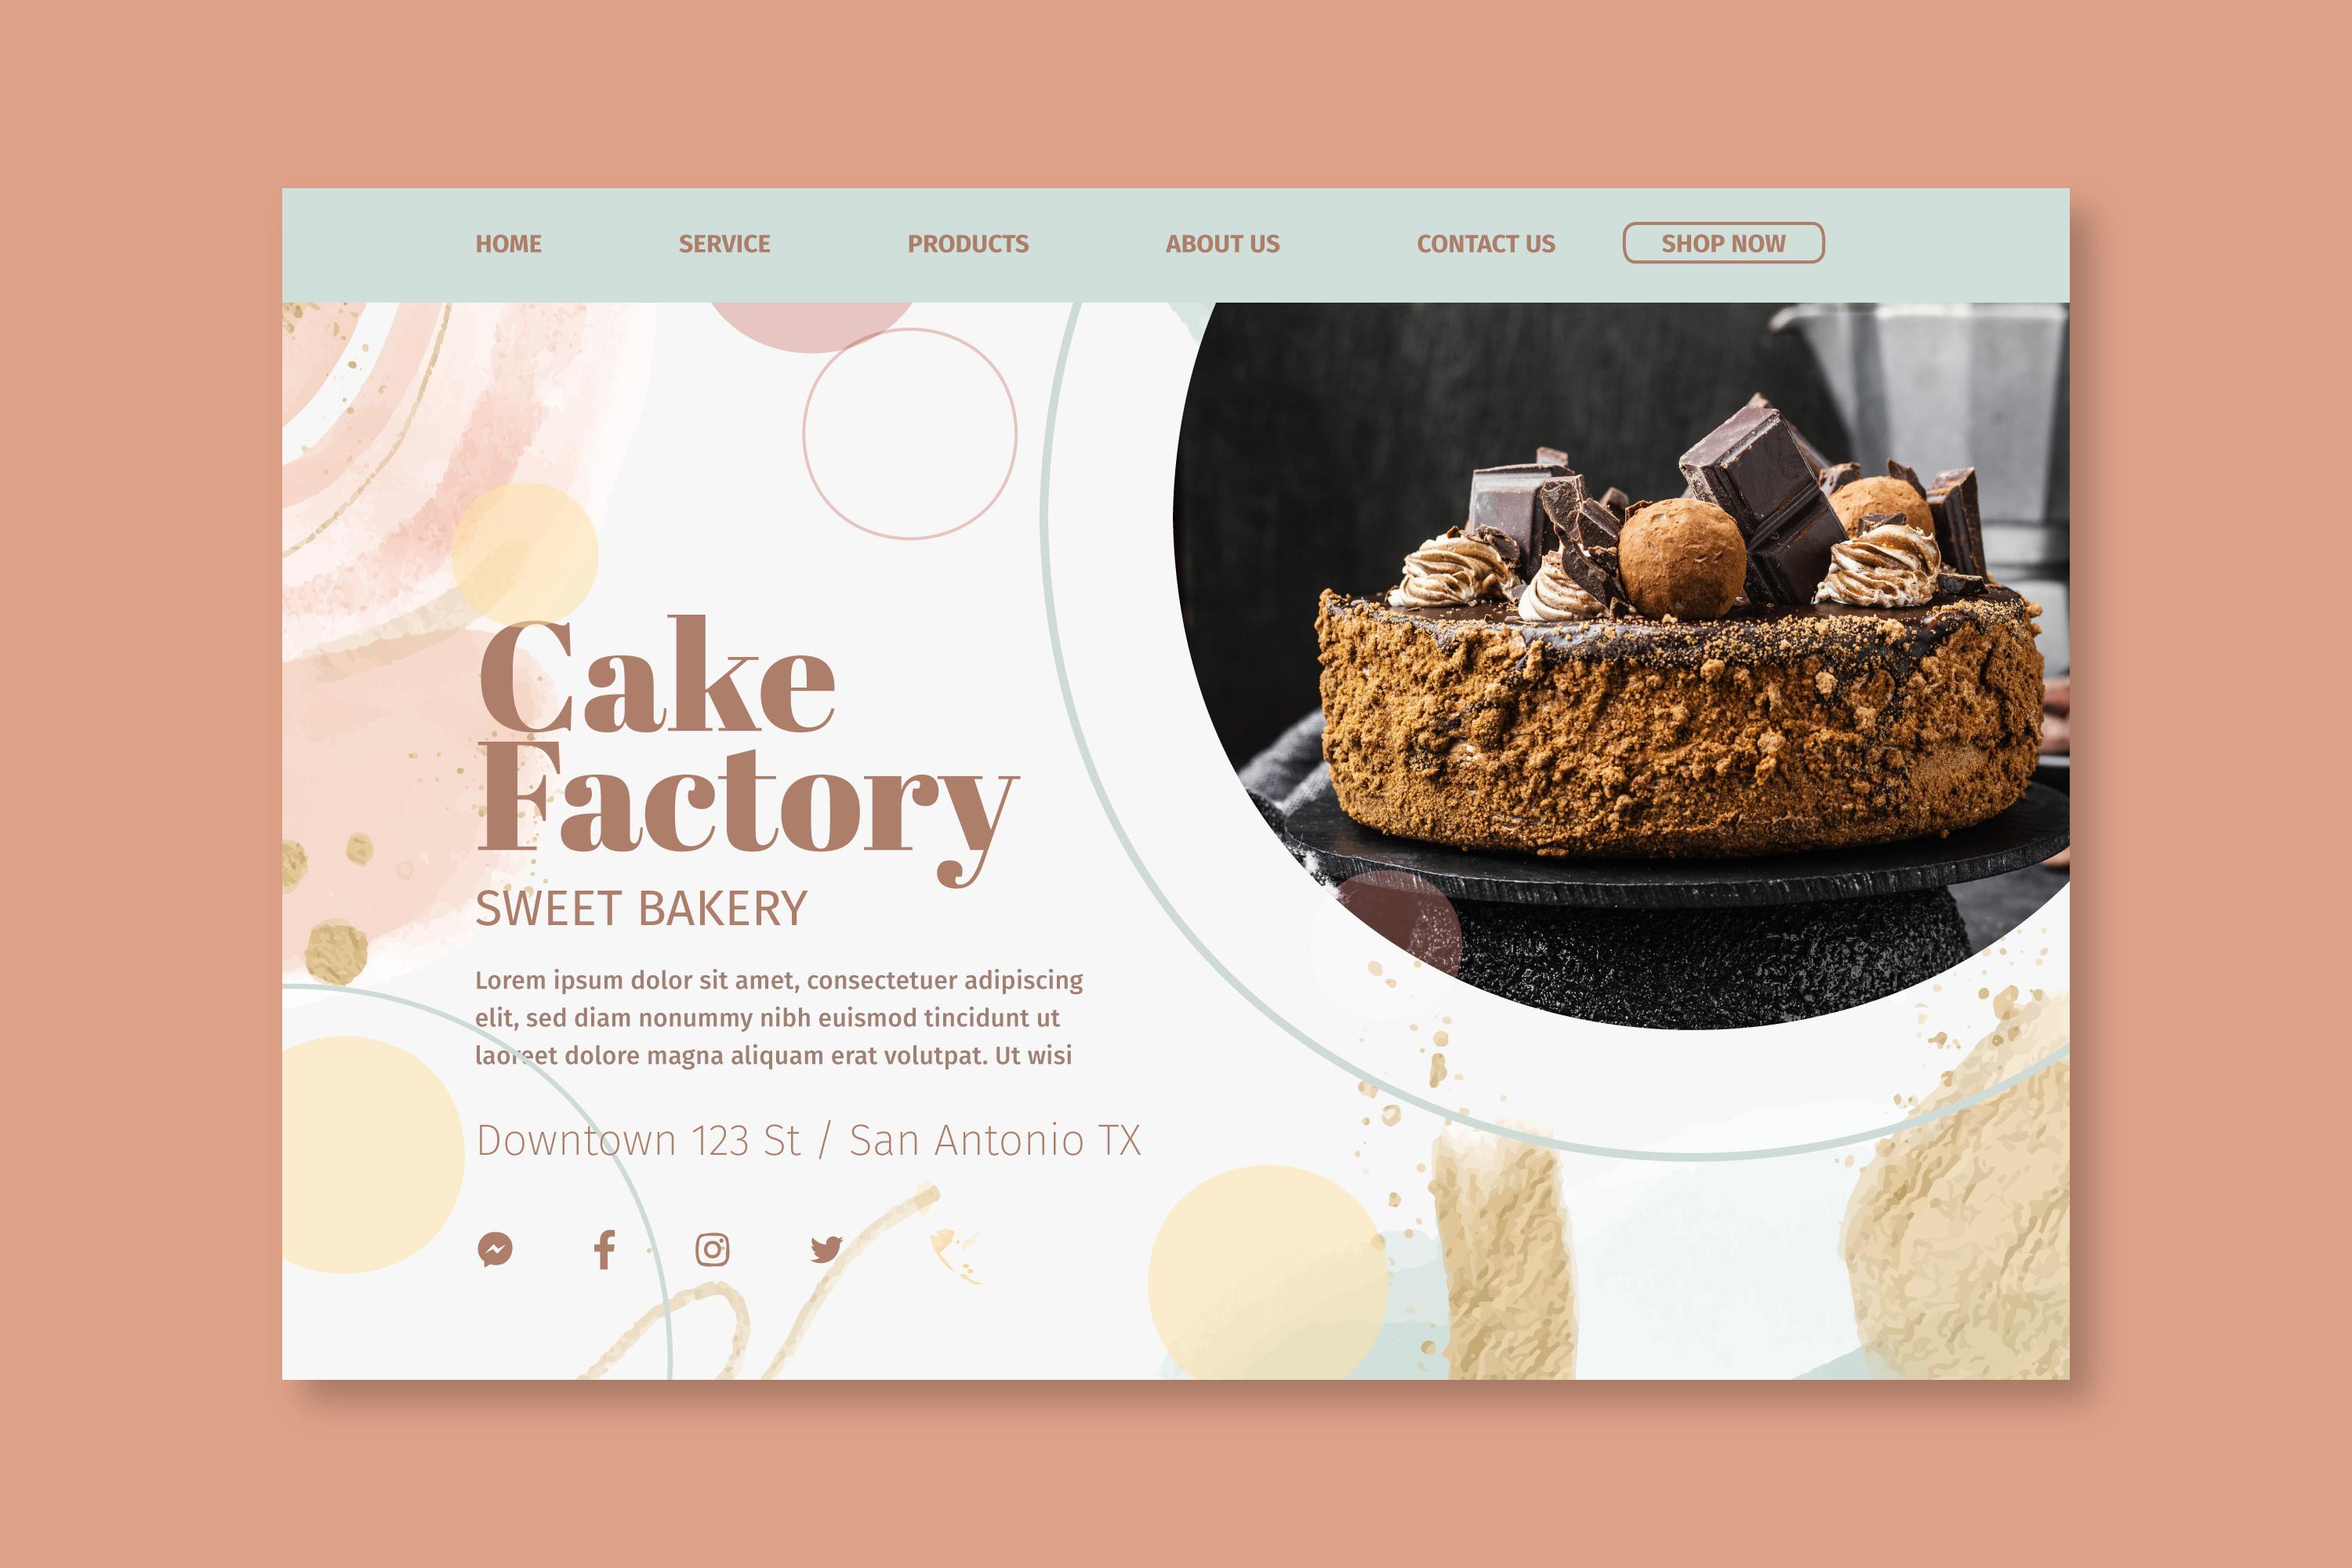 HOME SERVICE PRODUCTS ABOUT US CONTACT US SHOP NOW
Cake
Factory
SWEET BAKERY
Lorem ipsum dolor sit amet, consectetuer adipiscing
elit, sed diam nonummy nibh euismod tincidunt ut
laoreet dolore magna aliquam erat volutpat. Ut wisi
Downtown 123 St / San Antonio TX